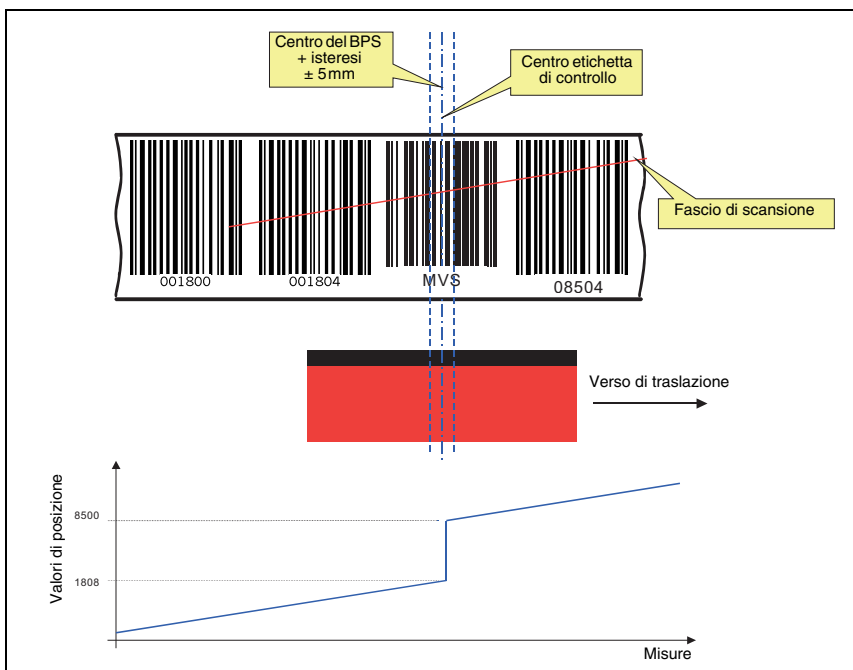 Centro del BPS
+ isteresi
± 5mm
Centro etichetta
di controllo
Fascio di scansione
001800
001804
MVS
08504
Verso di traslazione
Valori di posizione
8500
1808
Misure